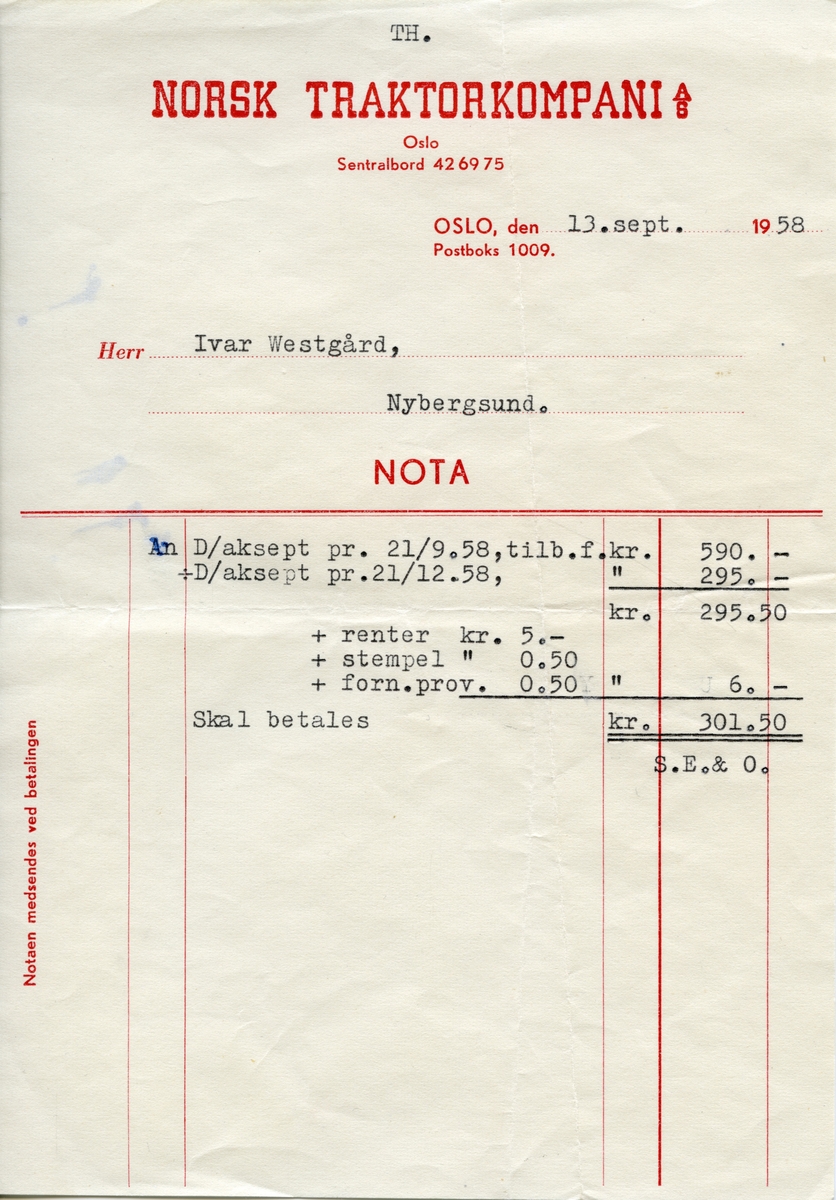 TH.
NORSK TRAKTORKOMPANI A/S
Oslo
Sentralbord 42 69 75
OSLO, den 13.sept. 1958
Postboks 1009.
Herr Ivar Westgård,
Nybergsund.
NOTA
An D/aksept pr. 21/9.58,tilb.f.kr. 590. -
÷D/aksept pr.21/12.58, " 295. -
kr. 295.50
+ renter kr. 5.-
+ stempel " 0.50
+ forn.prov. 0.50 " 6. -
Skal betales kr. 301.50
S.E.& O.
Notaen medsendes ved betalingen